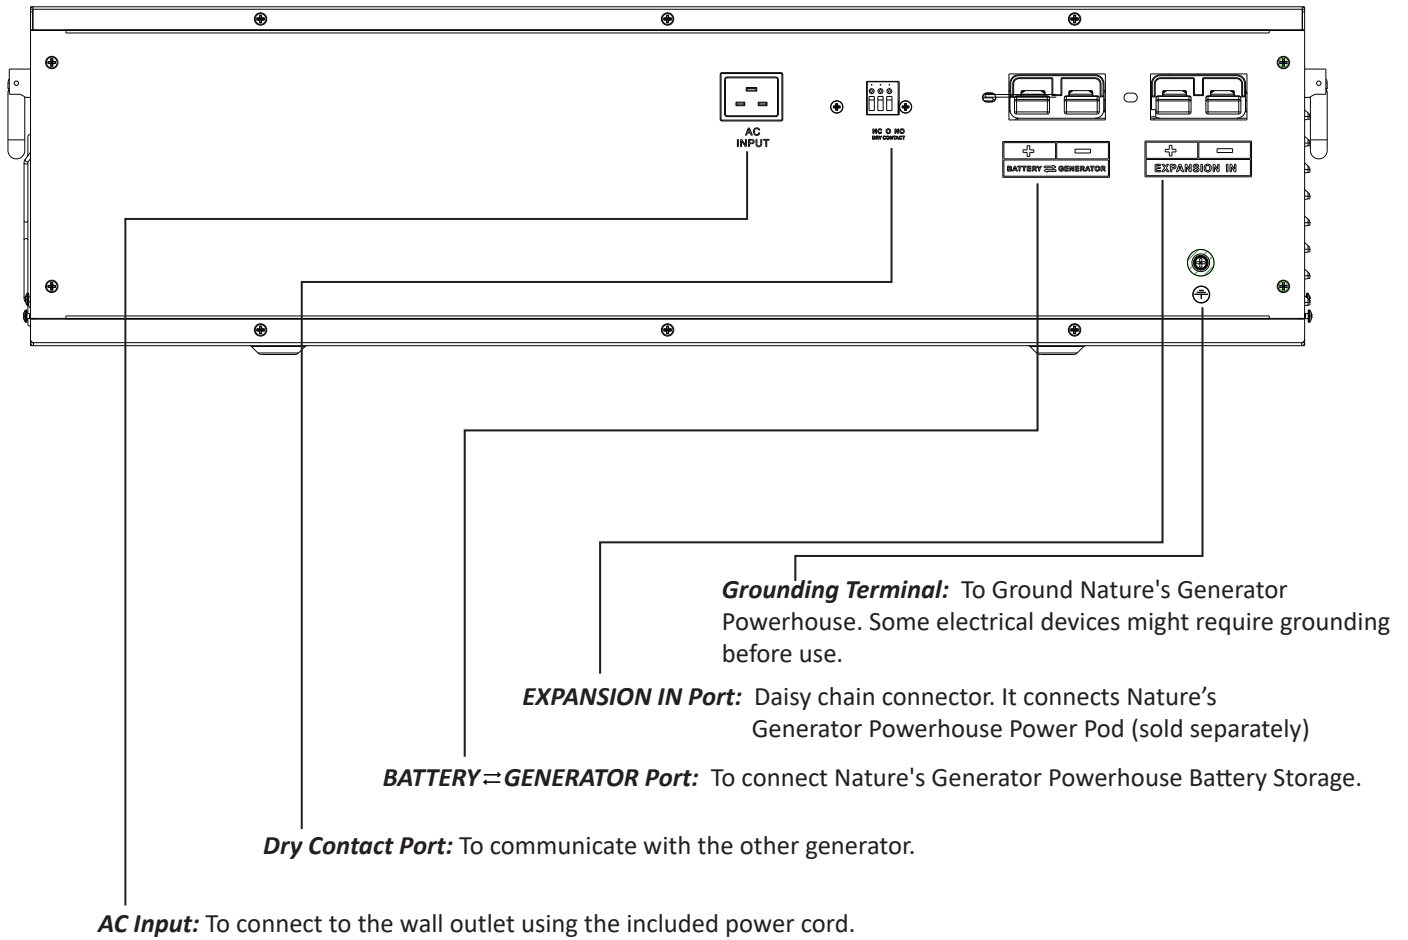 AC
INPUT
NC O NO
DRY CONTACT
+ −
BATTERY ⇄ GENERATOR
+ −
EXPANSION IN
Grounding Terminal: To Ground Nature's Generator
Powerhouse. Some electrical devices might require grounding
before use.
EXPANSION IN Port: Daisy chain connector. It connects Nature’s
Generator Powerhouse Power Pod (sold separately)
BATTERY⇄GENERATOR Port: To connect Nature's Generator Powerhouse Battery Storage.
Dry Contact Port: To communicate with the other generator.
AC Input: To connect to the wall outlet using the included power cord.